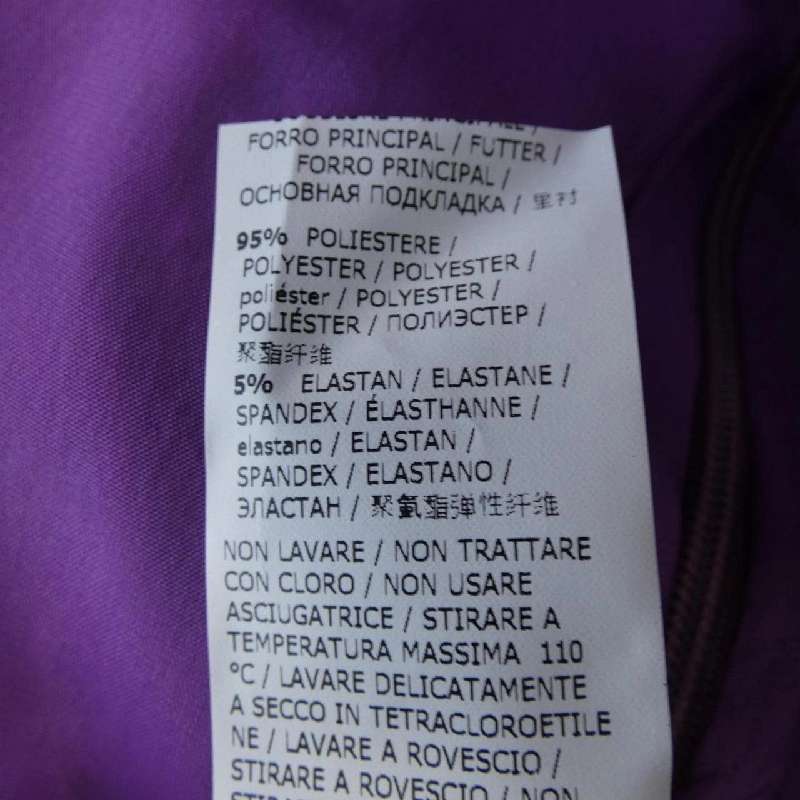 FORRO PRINCIPAL / FUTTER /
FORRO PRINCIPAL /
ОСНОВНАЯ ПОДКЛАДКА / 里衬
95% POLIESTERE /
POLYESTER / POLYESTER /
poliéster / POLYESTER /
POLIÉSTER / ПОЛИЭСТЕР /
聚酯纤维
5% ELASTAN / ELASTANE /
SPANDEX / ÉLASTHANNE /
elastano / ELASTAN /
SPANDEX / ELASTANO /
ЭЛАСТАН / 聚氨酯弹性纤维
NON LAVARE / NON TRATTARE
CON CLORO / NON USARE
ASCIUGATRICE / STIRARE A
TEMPERATURA MASSIMA 110
°C / LAVARE DELICATAMENTE
A SECCO IN TETRACLOROETILE
NE / LAVARE A ROVESCIO /
STIRARE A ROVESCIO / NON